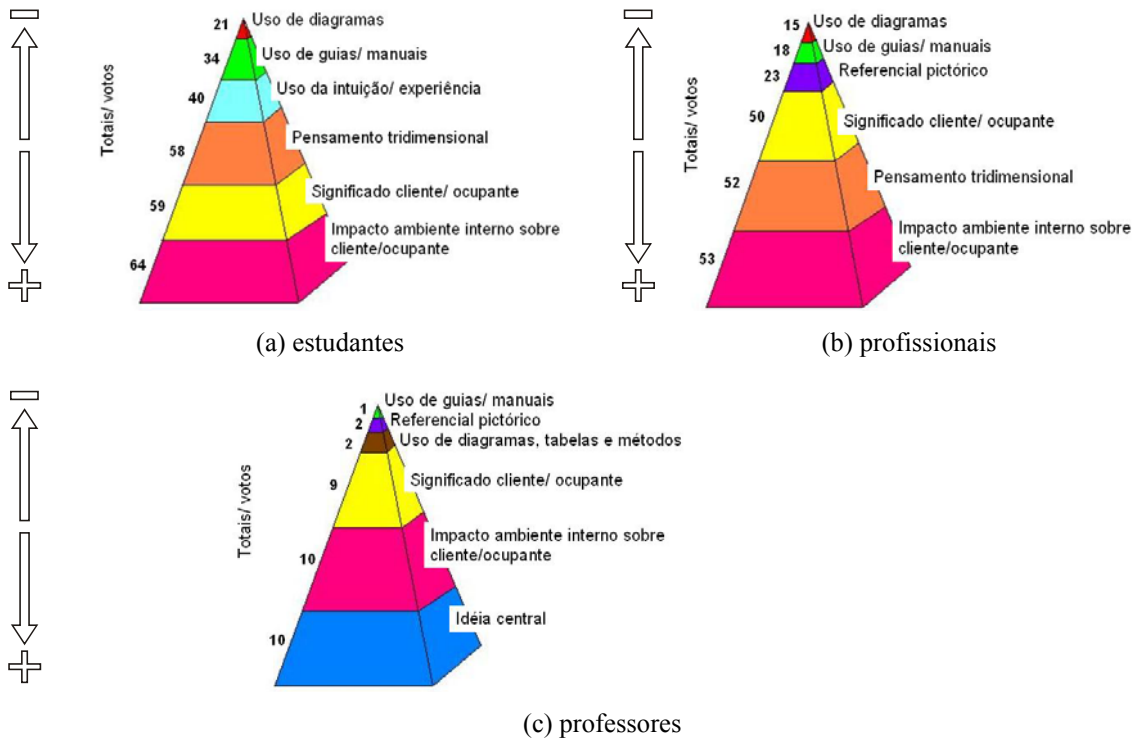 21
Uso de diagramas
34
Uso de guias/ manuais
40
Uso da intuição/ experiência
58
Pensamento tridimensional
59
Significado cliente/ ocupante
64
Impacto ambiente interno sobre
cliente/ocupante
Totais/ votos
(a) estudantes
15
Uso de diagramas
18
Uso de guias/ manuais
23
Referencial pictórico
50
Significado cliente/ ocupante
52
Pensamento tridimensional
53
Impacto ambiente interno sobre
cliente/ocupante
Totais/ votos
(b) profissionais
1
Uso de guias/ manuais
2
Referencial pictórico
2
Uso de diagramas, tabelas e métodos
9
Significado cliente/ ocupante
10
Impacto ambiente interno sobre
cliente/ocupante
10
Idéia central
Totais/ votos
(c) professores